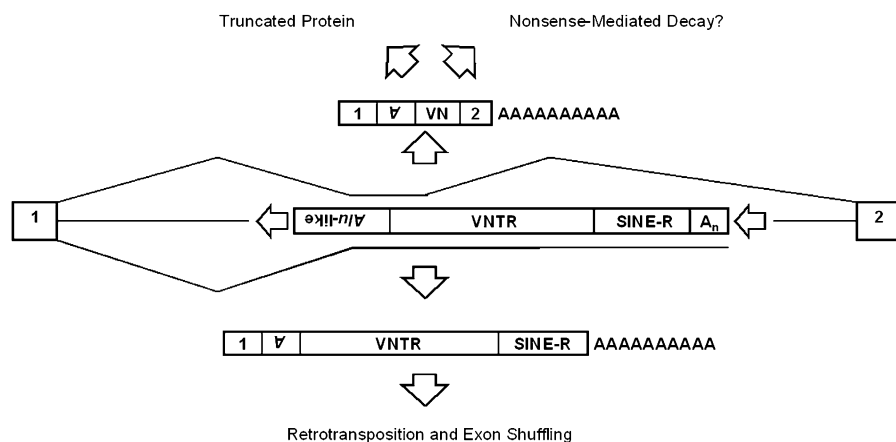 Truncated Protein Nonsense-Mediated Decay?
1 A VN 2 AAAAAAAAAA
1 Alu-like VNTR SINE-R An 2
1 A VNTR SINE-R AAAAAAAAAA
Retrotransposition and Exon Shuffling